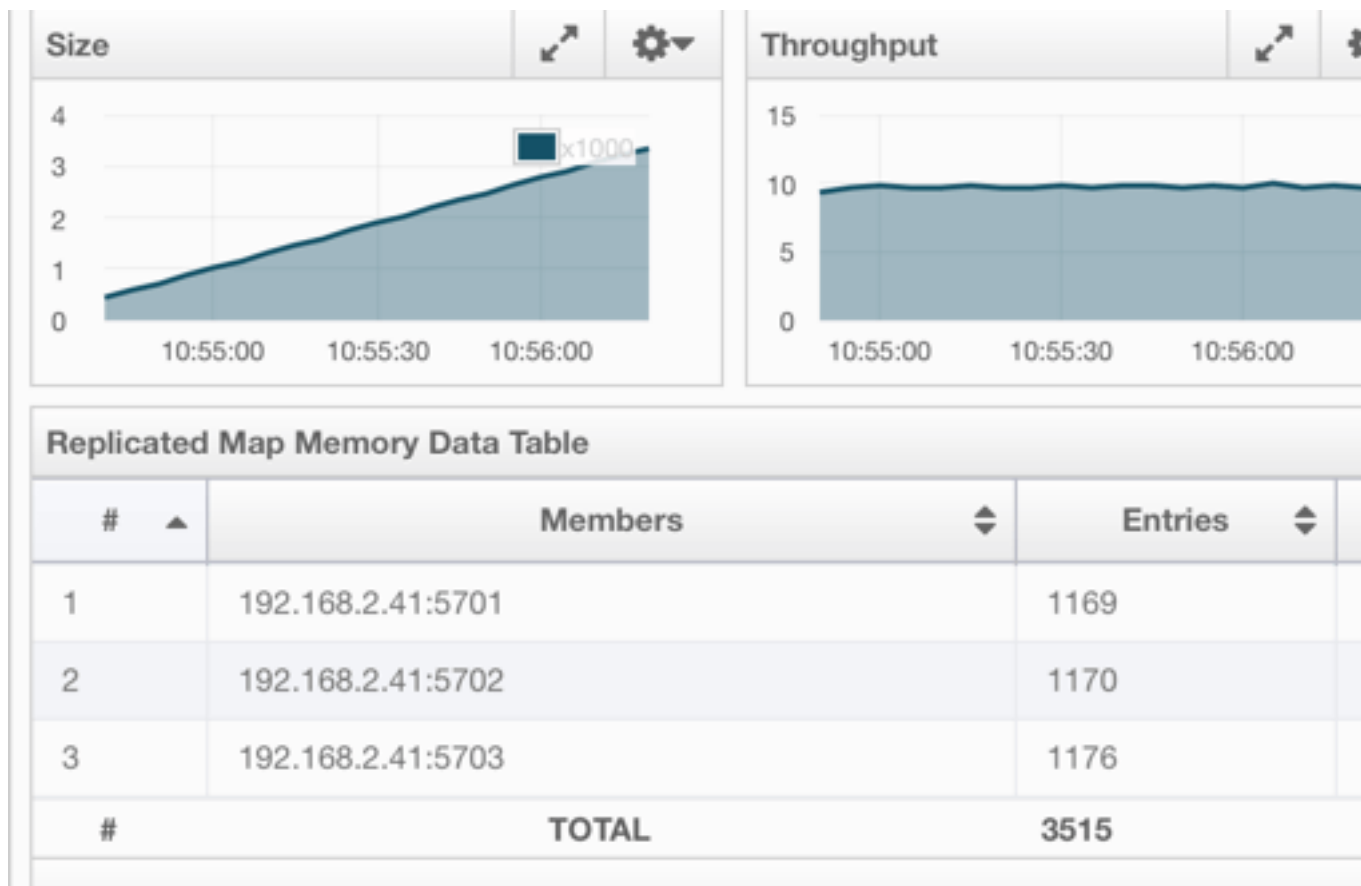 Size
Throughput
4
3
2
1
0
x1000
10:55:00 10:55:30 10:56:00
15
10
5
0
10:55:00 10:55:30 10:56:00
Replicated Map Memory Data Table
# Members Entries
1 192.168.2.41:5701 1169
2 192.168.2.41:5702 1170
3 192.168.2.41:5703 1176
# TOTAL 3515